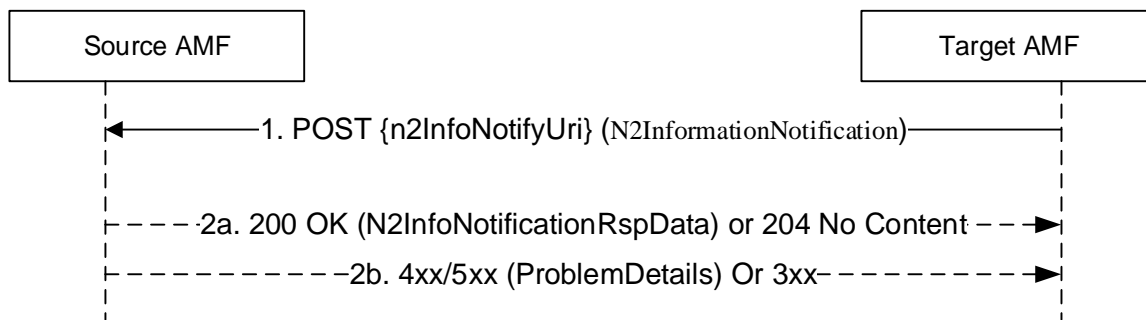 Source AMF
Target AMF
1. POST {n2InfoNotifyUri} (N2InformationNotification)
2a. 200 OK (N2InfoNotificationRspData) or 204 No Content
2b. 4xx/5xx (ProblemDetails) Or 3xx